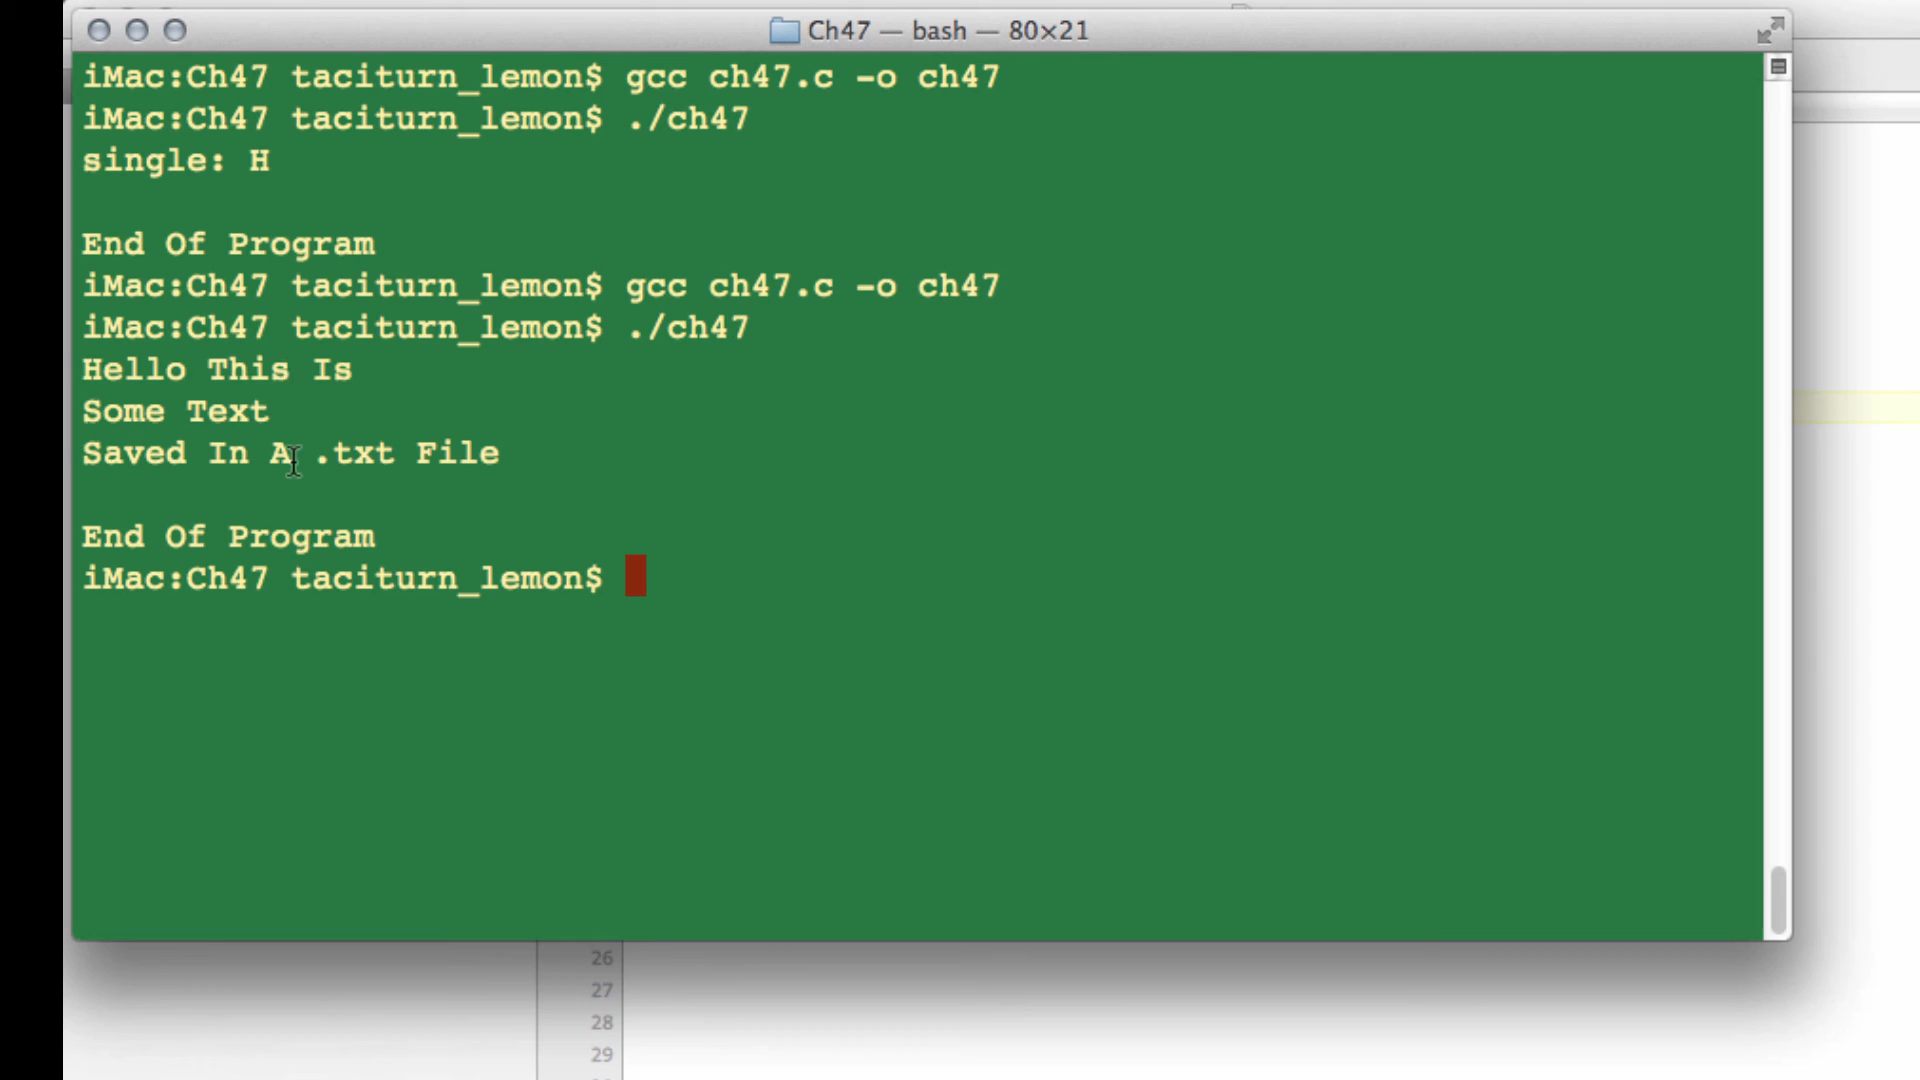 Ch47 — bash — 80×21
iMac:Ch47 taciturn_lemon$ gcc ch47.c -o ch47
iMac:Ch47 taciturn_lemon$ ./ch47
single: H
End Of Program
iMac:Ch47 taciturn_lemon$ gcc ch47.c -o ch47
iMac:Ch47 taciturn_lemon$ ./ch47
Hello This Is
Some Text
Saved In A .txt File
End Of Program
iMac:Ch47 taciturn_lemon$
26
27
28
29